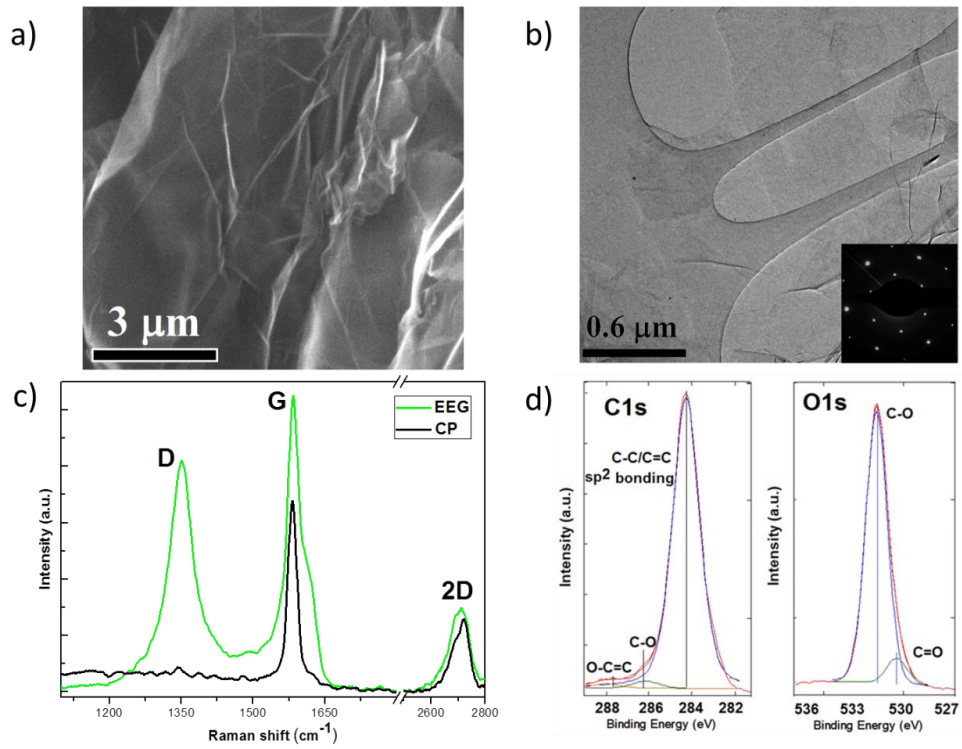 a)
3 μm
b)
0.6 μm
c)
EEG
CP
D
G
2D
Intensity (a.u.)
1200
1350
1500
1650
2600
2800
Raman shift (cm-1)
d)
C1s
C-C/C=C
sp2 bonding
C-O
O-C=C
Intensity (a.u.)
288
286
284
282
Binding Energy (eV)
O1s
C-O
C=O
Intensity (a.u.)
536
533
530
527
Binding Energy (eV)